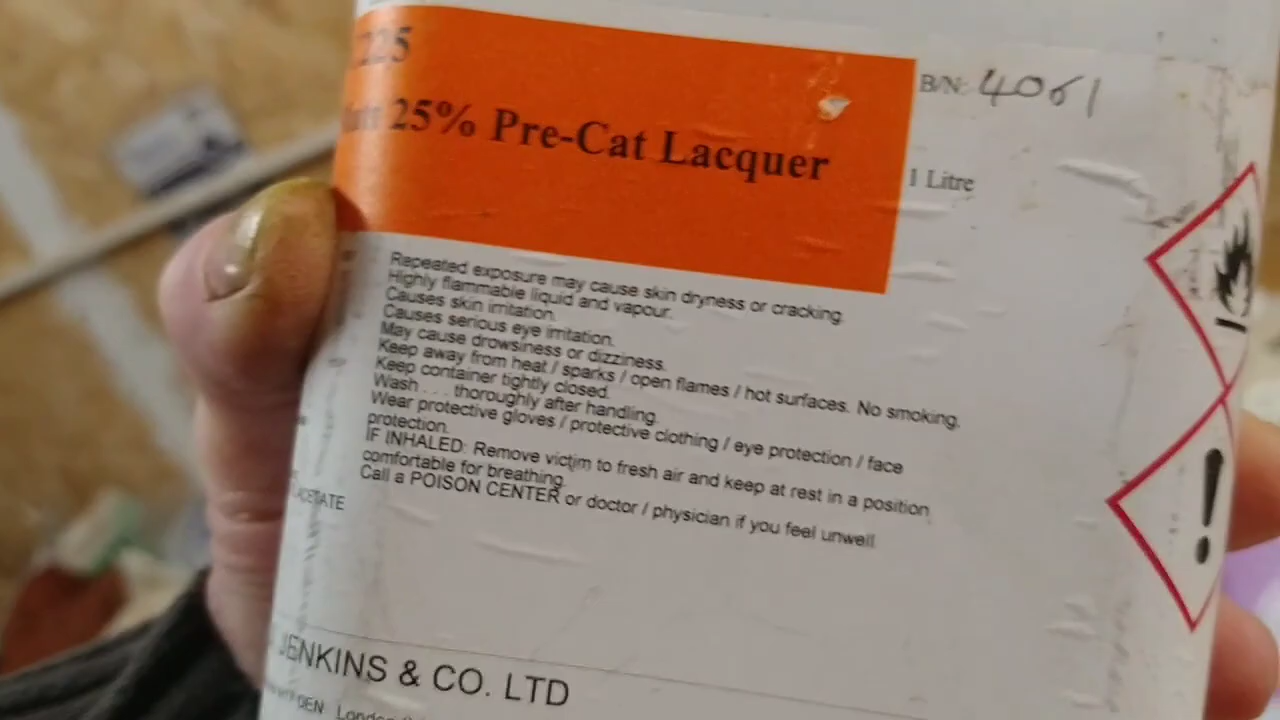 225
B/N: 4061
Matt 25% Pre-Cat Lacquer
1 Litre
Repeated exposure may cause skin dryness or cracking.
Highly flammable liquid and vapour.
Causes skin irritation.
Causes serious eye irritation.
May cause drowsiness or dizziness.
Keep away from heat / sparks / open flames / hot surfaces. No smoking.
Keep container tightly closed.
Wash . . . thoroughly after handling.
Wear protective gloves / protective clothing / eye protection / face
protection.
IF INHALED: Remove victim to fresh air and keep at rest in a position
comfortable for breathing.
Call a POISON CENTER or doctor / physician if you feel unwell.
ACETATE
JENKINS & CO. LTD
London